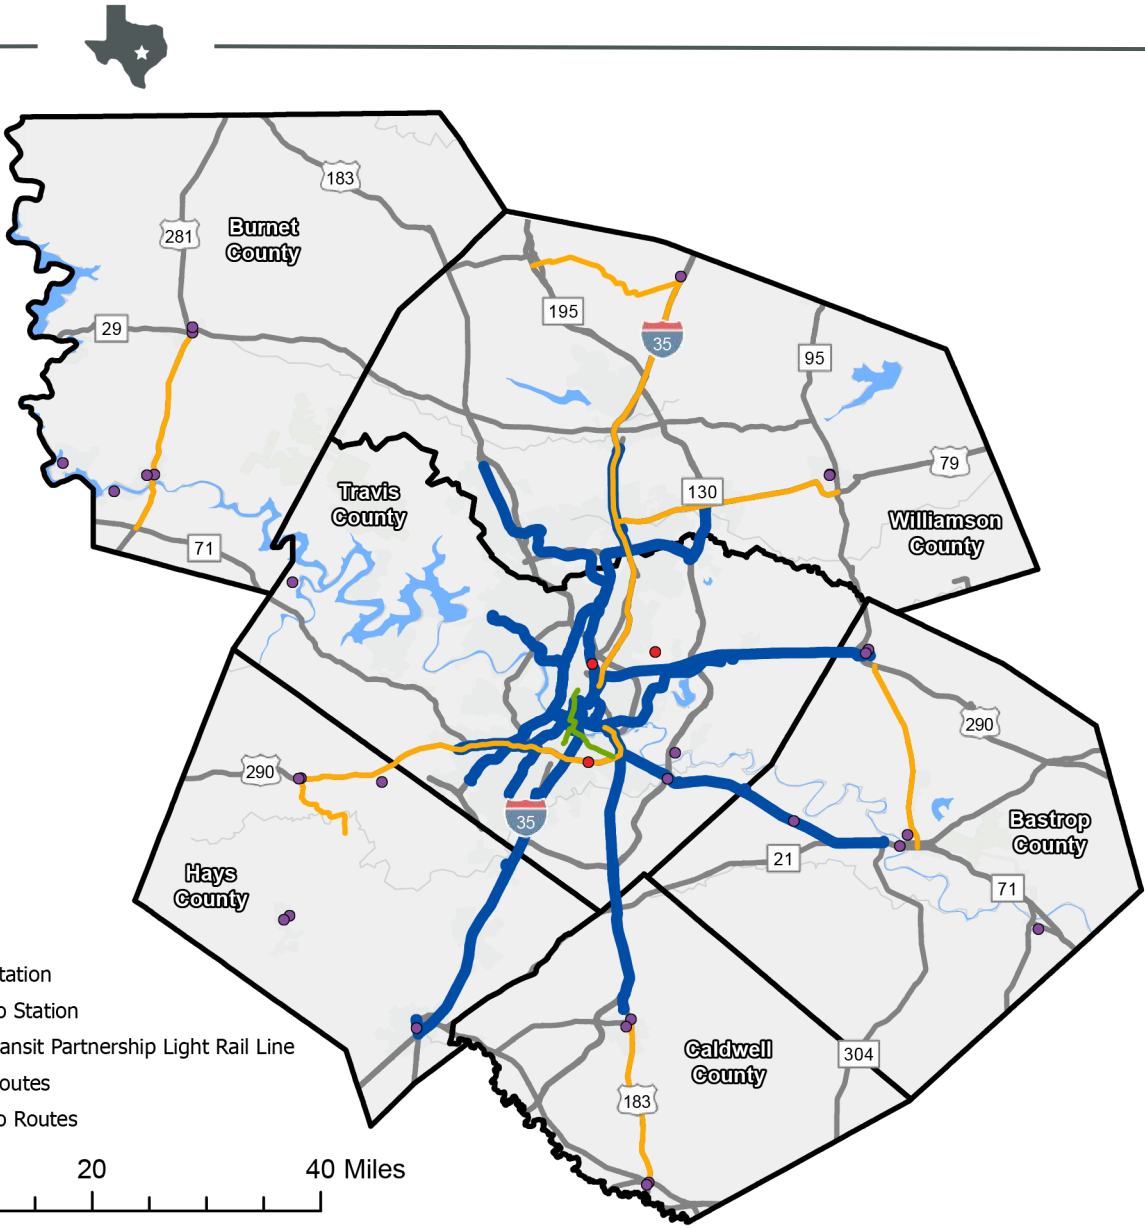 183
281
Burnet
County
195
29
35
95
79
130
Travis
County
Williamson
County
71
290
290
35
Bastrop
County
21
Hays
County
71
tation
o Station
ansit Partnership Light Rail Line
outes
o Routes
Caldwell
County
304
183
20
40 Miles